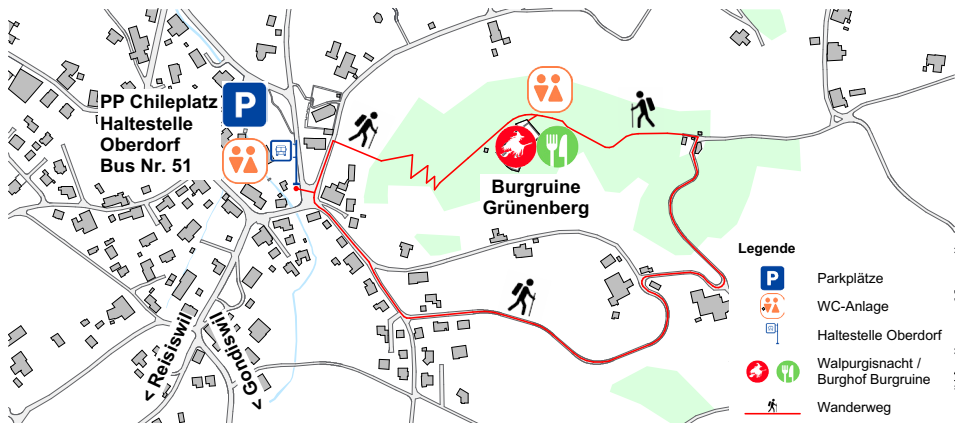 PP Chileplatz
Haltestelle
Oberdorf
Bus Nr. 51
P
Burgruine
Grünenberg
< Reisiswil
< Gondiswil
Legende
P
Parkplätze
WC-Anlage
Haltestelle Oberdorf
Walpurgisnacht /
Burghof Burgruine
Wanderweg